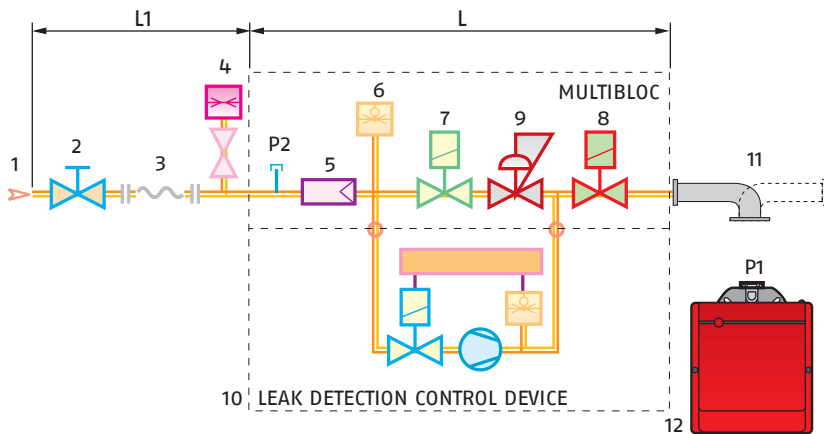 L1
L
4
MULTIBLOC
6
7
9
8
P2
1
2
3
5
11
P1
10
LEAK DETECTION CONTROL DEVICE
12